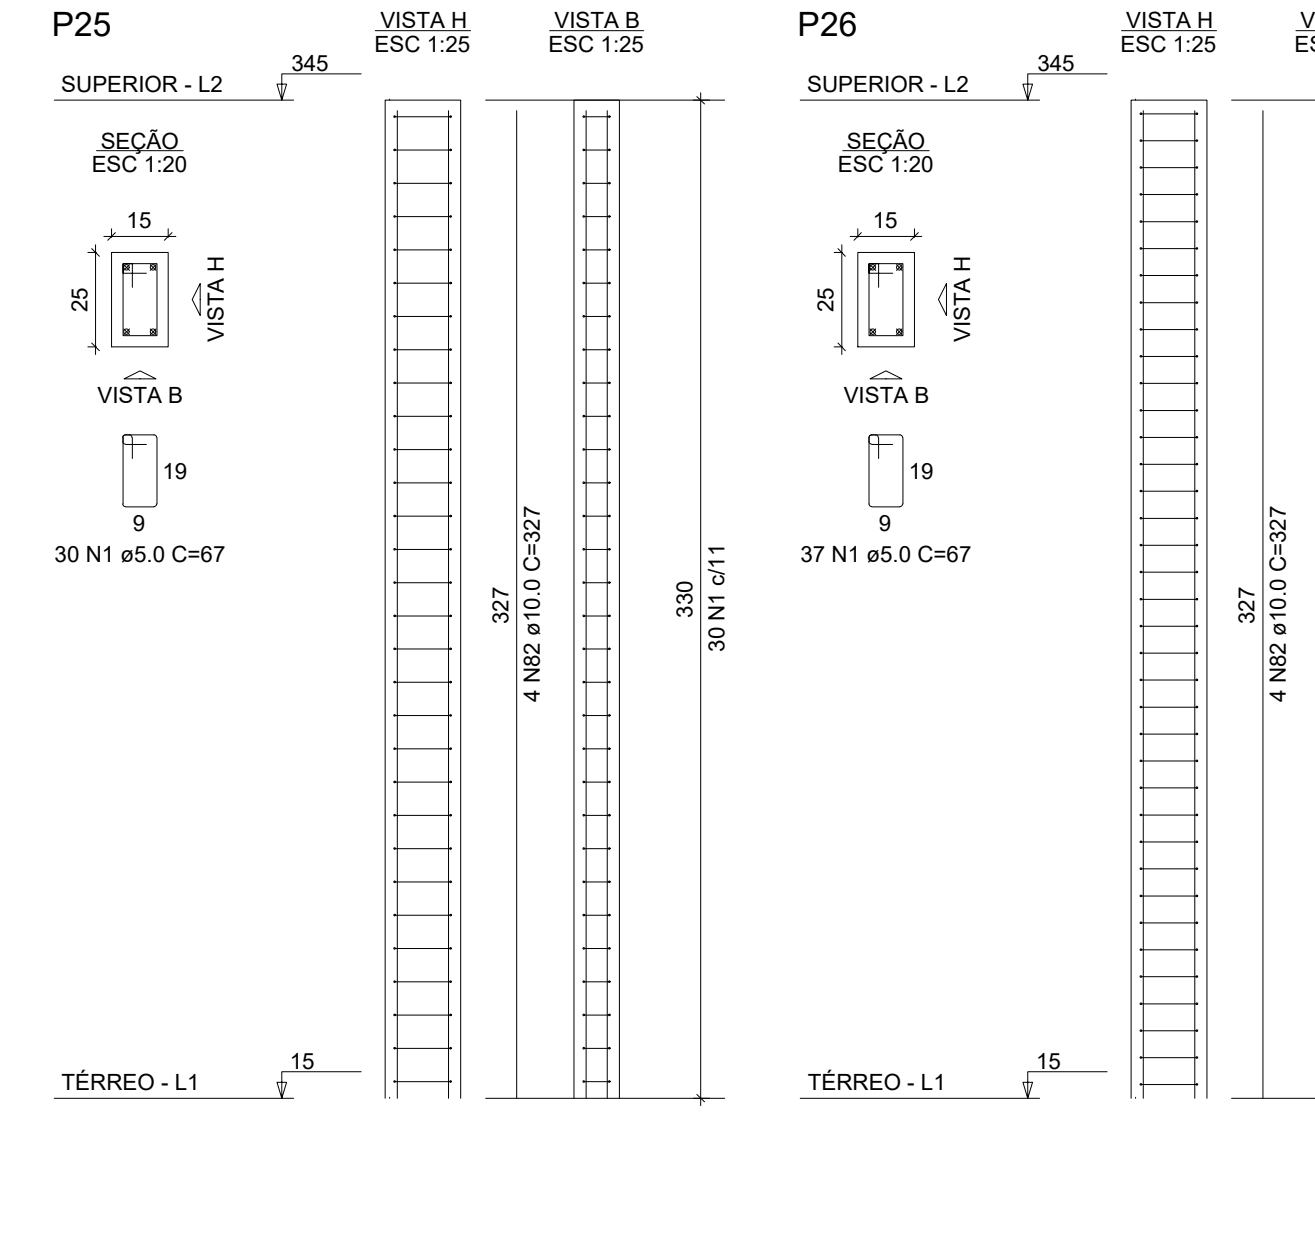 P25
VISTA H
ESC 1:25
VISTA B
ESC 1:25
345
SUPERIOR - L2
SEÇÃO
ESC 1:20
15
25
VISTA H
VISTA B
19
9
30 N1 ø5.0 C=67
327
4 N82 ø10.0 C=327
330
30 N1 c/11
15
TÉRREO - L1
P26
VISTA H
ESC 1:25
V
ES
345
SUPERIOR - L2
SEÇÃO
ESC 1:20
15
25
VISTA H
VISTA B
19
9
37 N1 ø5.0 C=67
327
4 N82 ø10.0 C=327
15
TÉRREO - L1